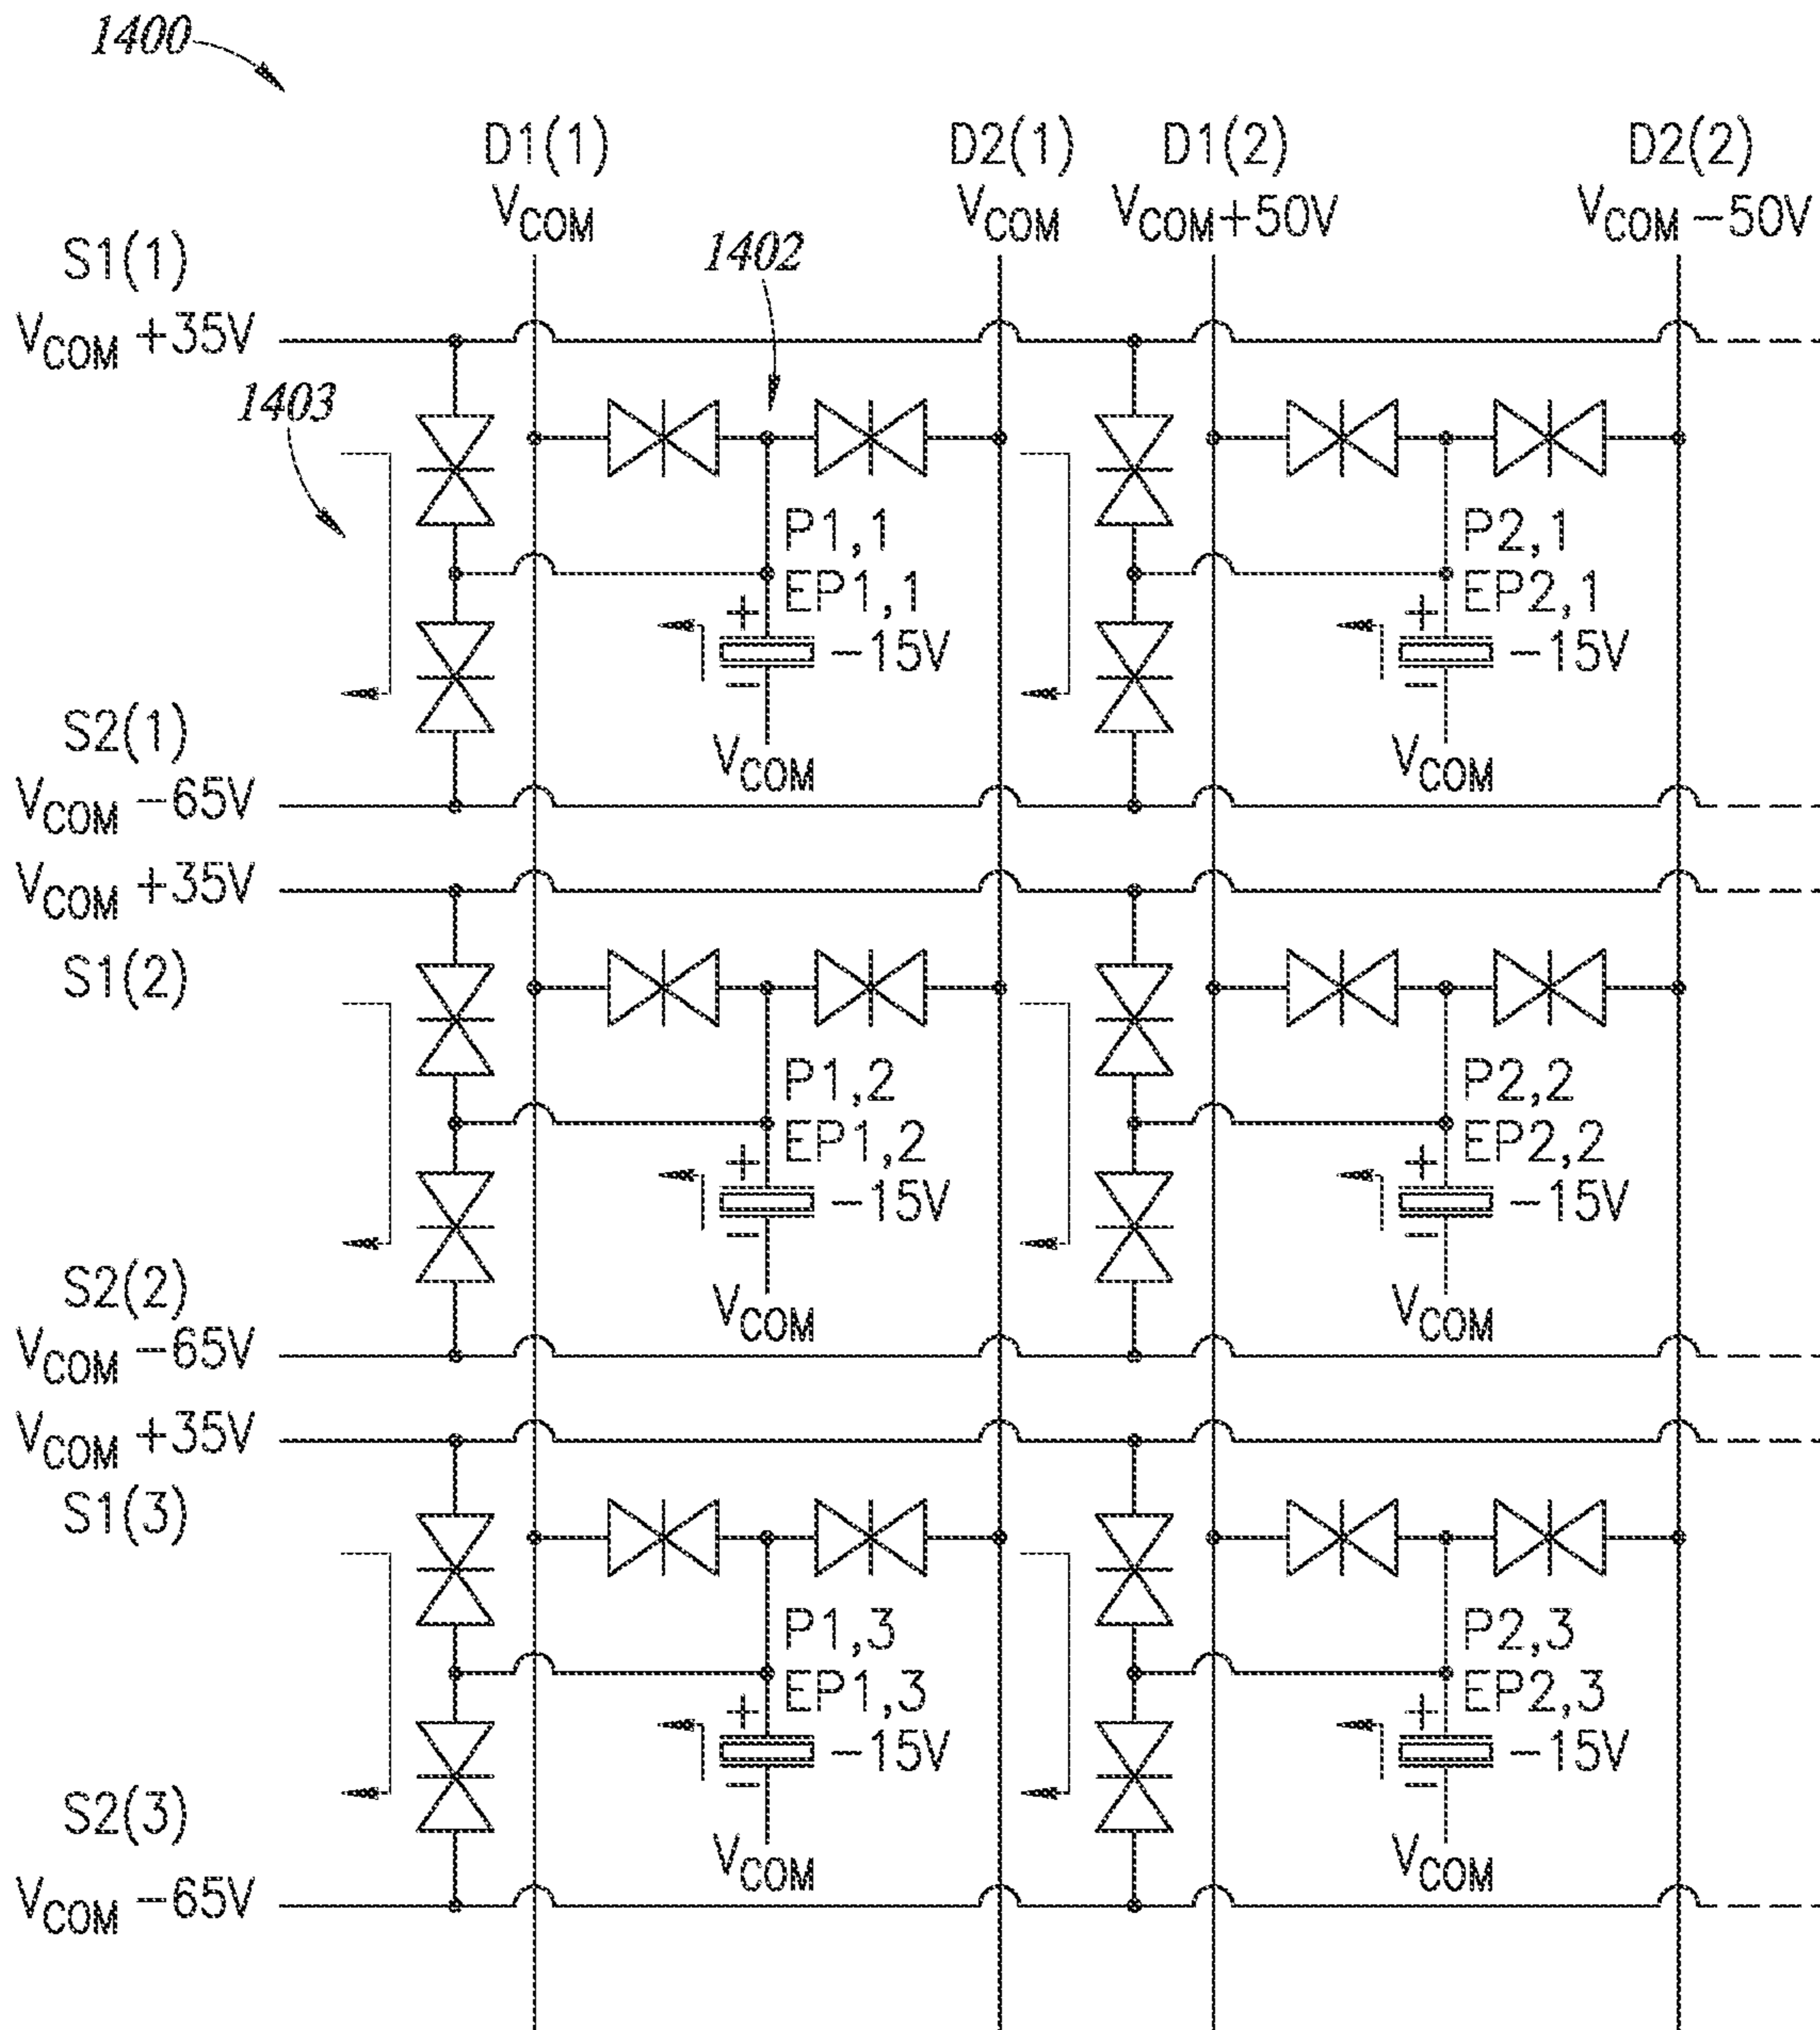 1400
D1(1) D2(1) D1(2) D2(2)
VCOM VCOM VCOM+50V VCOM −50V
S1(1)
1402
VCOM +35V
1403
P1,1 P2,1
EP1,1 EP2,1
+ −15V + −15V
− −
S2(1)
VCOM VCOM
VCOM −65V
VCOM +35V
S1(2)
P1,2 P2,2
EP1,2 EP2,2
+ −15V + −15V
− −
S2(2)
VCOM VCOM
VCOM −65V
VCOM +35V
S1(3)
P1,3 P2,3
EP1,3 EP2,3
+ −15V + −15V
− −
S2(3)
VCOM VCOM
VCOM −65V